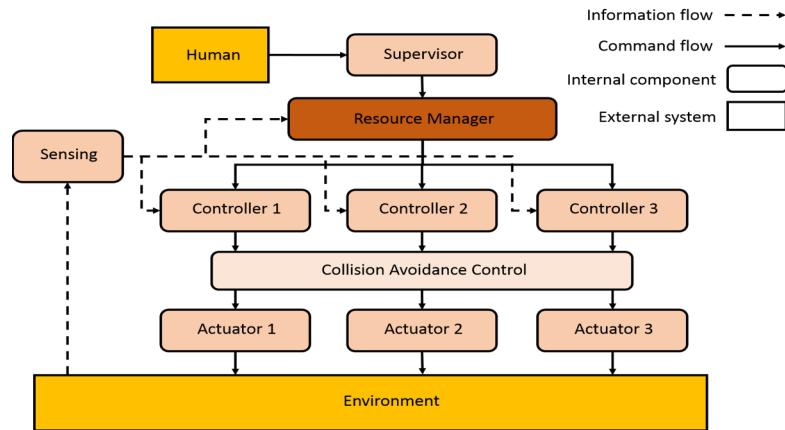 Information flow
Human
Supervisor
Command flow
Internal component
Resource Manager
External system
Sensing
Controller 1
Controller 2
Controller 3
Collision Avoidance Control
Actuator 1
Actuator 2
Actuator 3
Environment